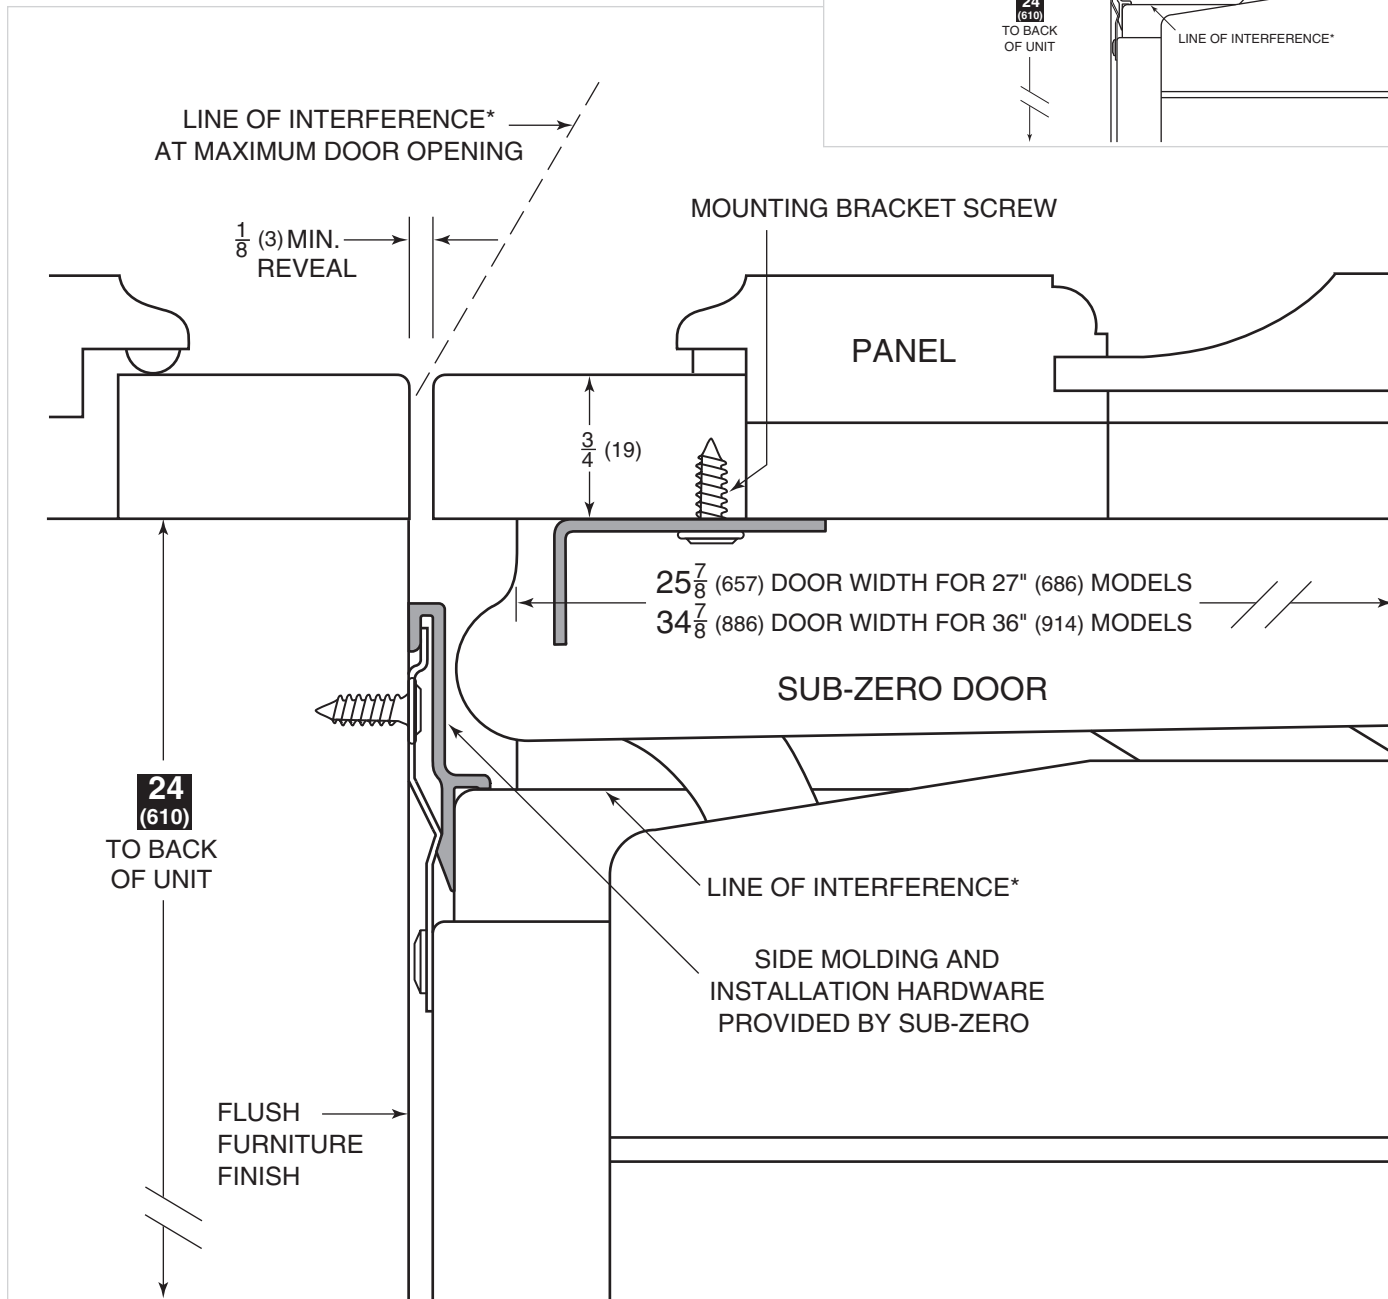 24
(610)
TO BACK
OF UNIT
LINE OF INTERFERENCE*
LINE OF INTERFERENCE*
AT MAXIMUM DOOR OPENING
1/8 (3) MIN.
REVEAL
MOUNTING BRACKET SCREW
PANEL
3/4 (19)
25 7/8 (657) DOOR WIDTH FOR 27" (686) MODELS
34 7/8 (886) DOOR WIDTH FOR 36" (914) MODELS
SUB-ZERO DOOR
24
(610)
TO BACK
OF UNIT
LINE OF INTERFERENCE*
SIDE MOLDING AND
INSTALLATION HARDWARE
PROVIDED BY SUB-ZERO
FLUSH
FURNITURE
FINISH